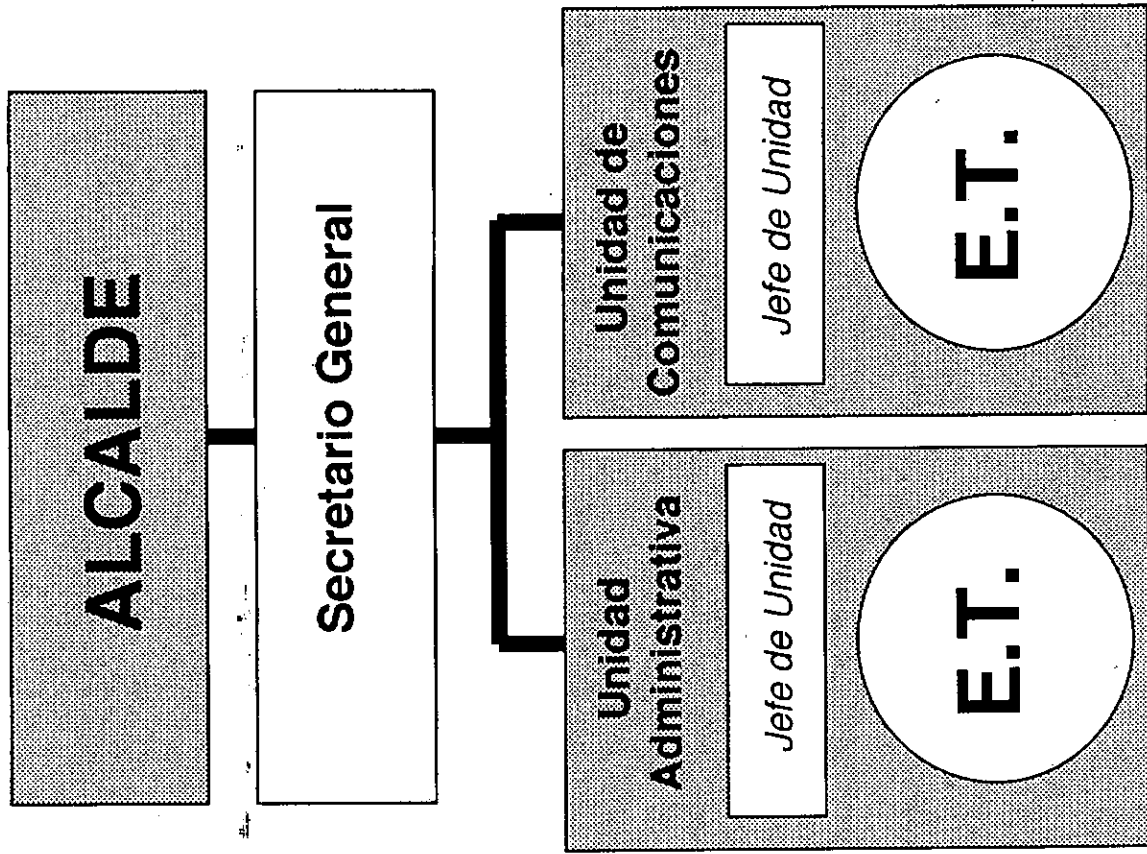 ALCALDE
Secretario General
Unidad
Administrativa
Jefe de Unidad
E.T.
Unidad de
Comunicaciones
Jefe de Unidad
E.T.